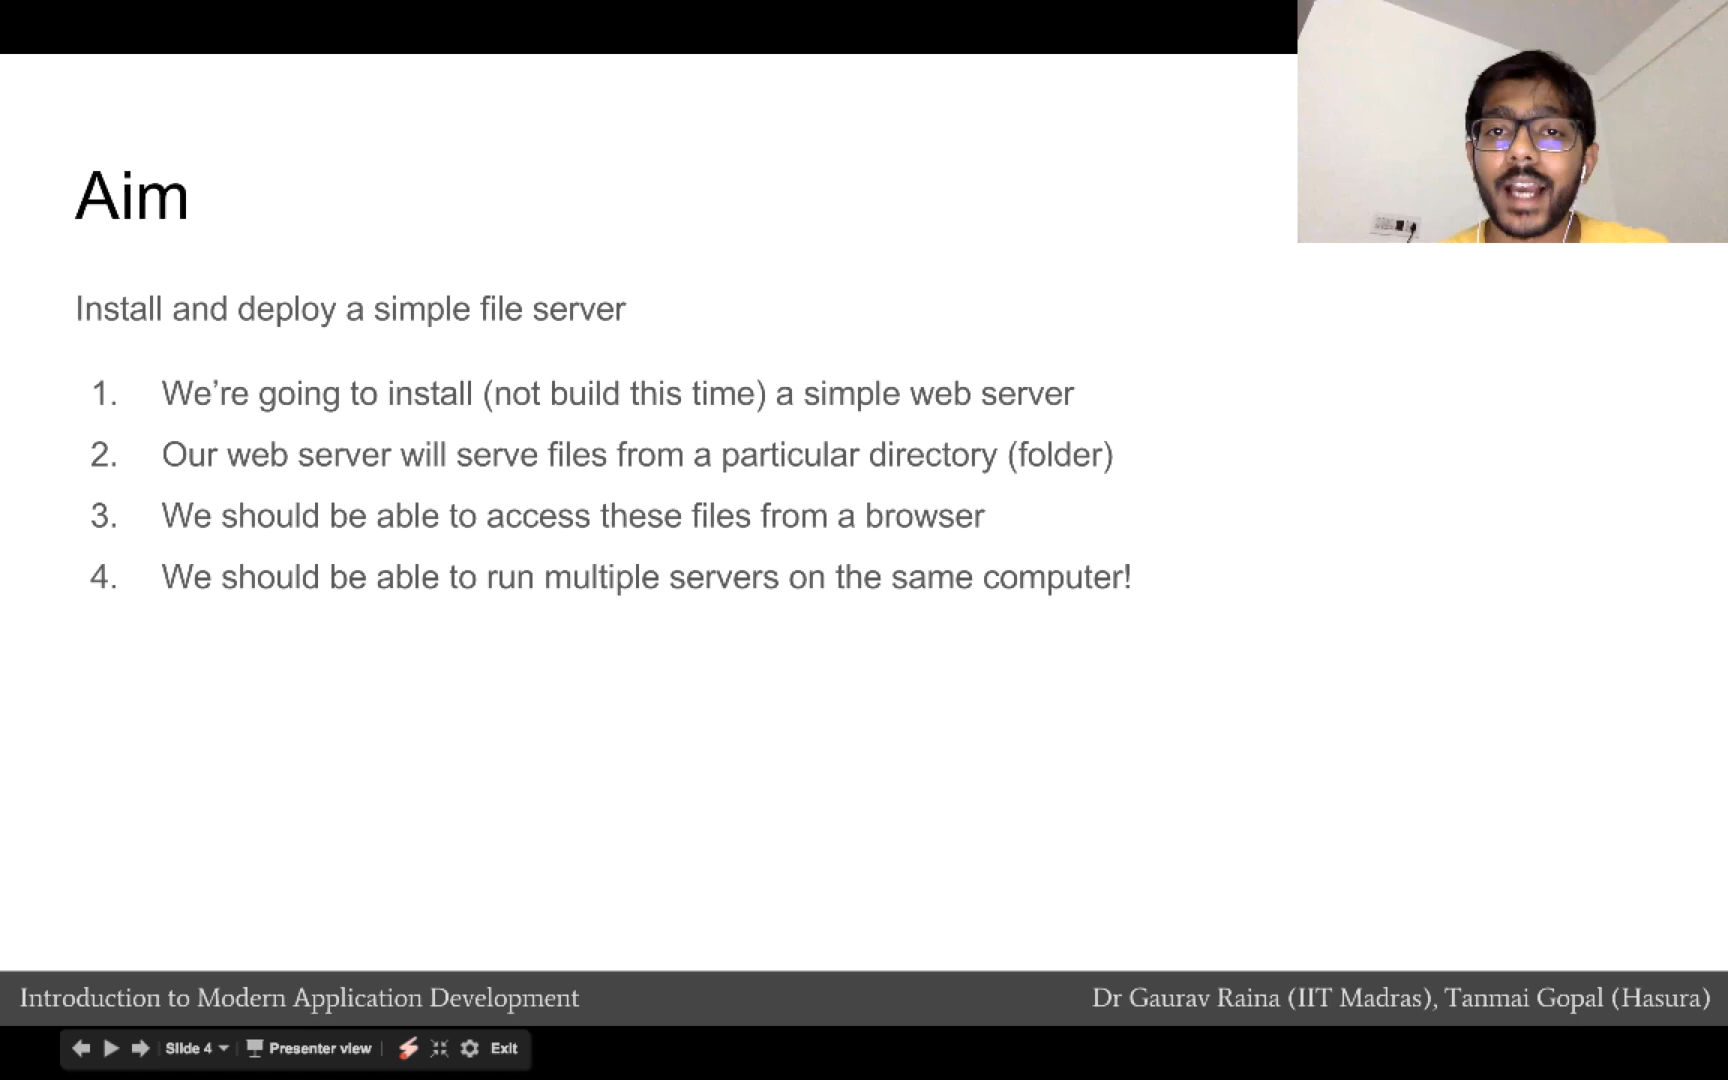 Aim
Install and deploy a simple file server
1. We’re going to install (not build this time) a simple web server
2. Our web server will serve files from a particular directory (folder)
3. We should be able to access these files from a browser
4. We should be able to run multiple servers on the same computer!
Introduction to Modern Application Development
Dr Gaurav Raina (IIT Madras), Tanmai Gopal (Hasura)
Slide 4 Presenter view Exit